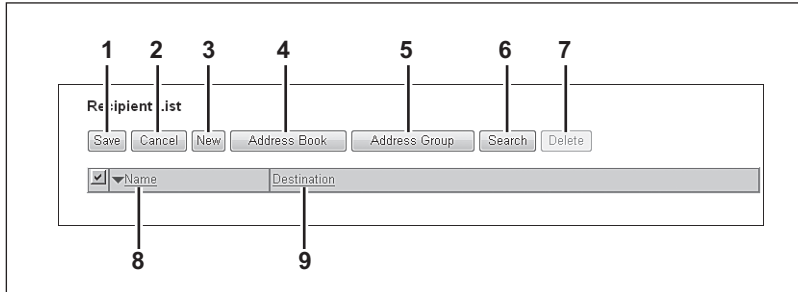 1 2 3 4 5 6 7
Recipient List
Save Cancel New Address Book Address Group Search Delete
Name Destination
8 9